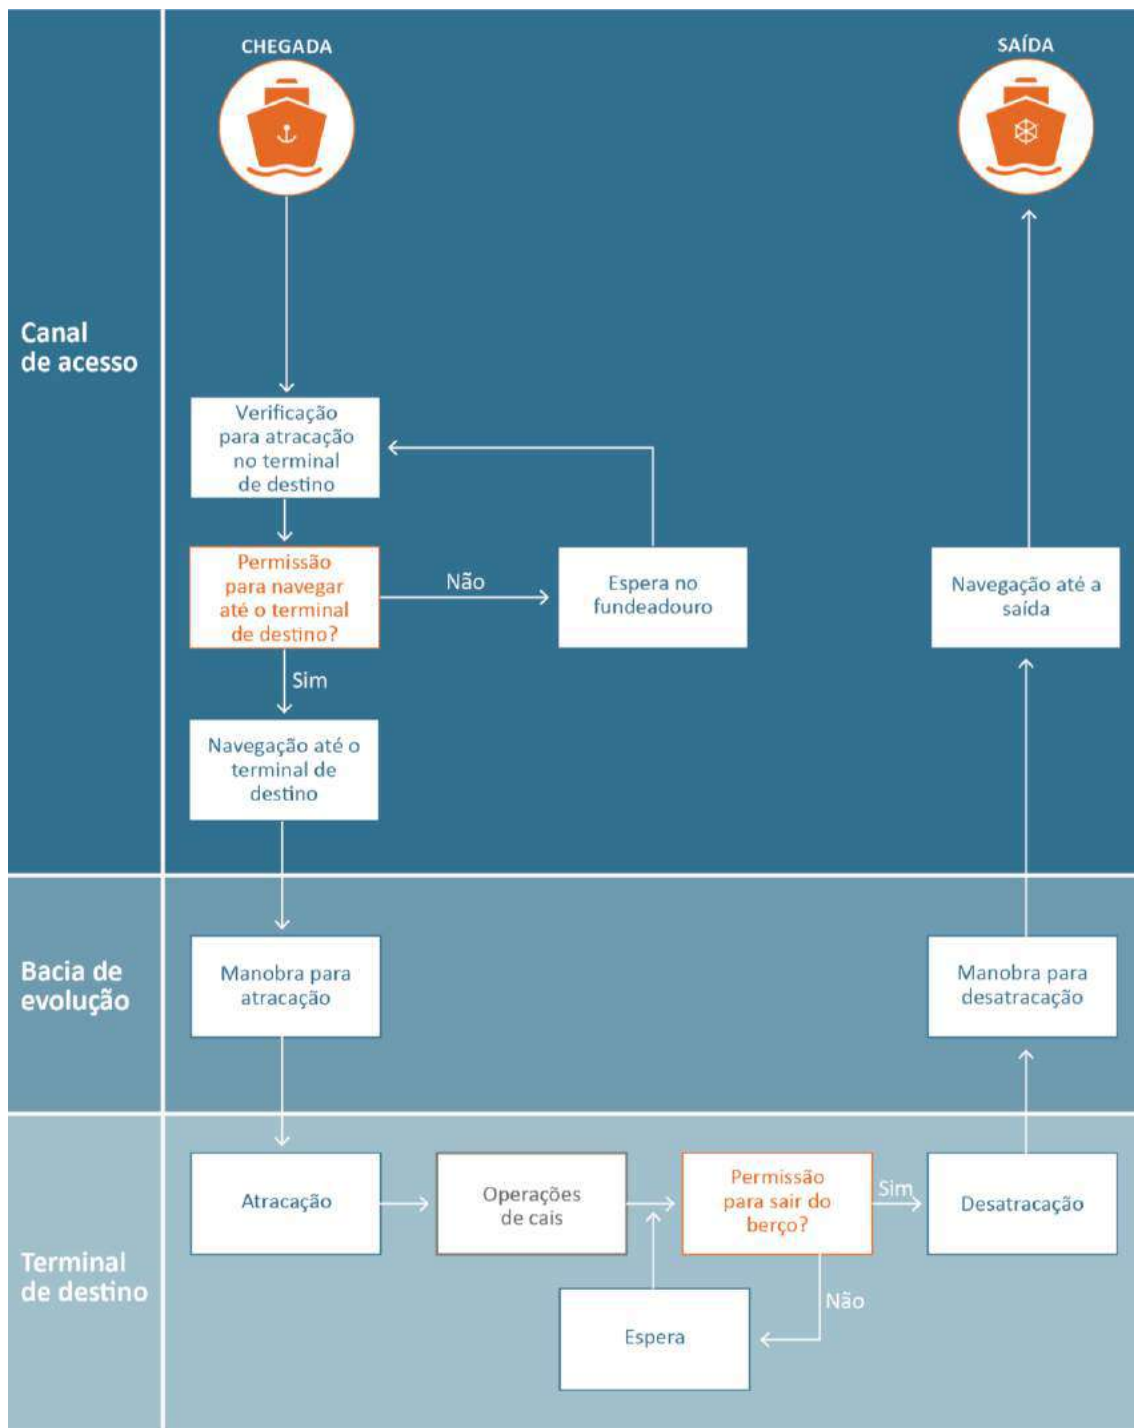 CHEGADA
SAÍDA
Canal
de acesso
Verificação
para atracação
no terminal
de destino
Permissão
para navegar
até o terminal
de destino?
Não
Espera no
fundeadouro
Navegação até a
saída
Sim
Navegação até o
terminal de
destino
Bacia de
evolução
Manobra para
atracação
Manobra para
desatracação
Terminal
de destino
Atracação
Operações
de cais
Permissão
para sair do
berço?
Sim
Desatracação
Não
Espera